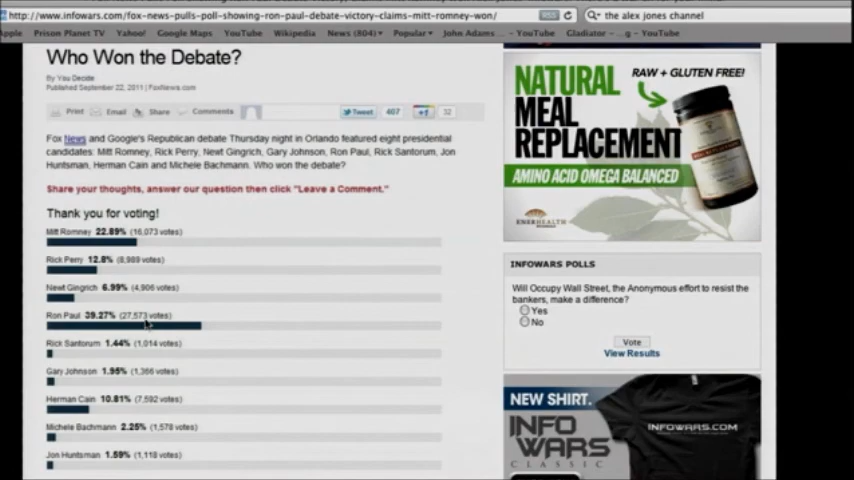 http://www.infowars.com/fox-news-pulls-poll-showing-ron-paul-debate-victory-claims-mitt-romney-won/
RSS
the alex jones channel
Apple Prison Planet TV Yahoo! Google Maps YouTube Wikipedia News (804) Popular John Adams ... – YouTube Gladiator – ...g – YouTube
Who Won the Debate?
By You Decide
Published September 22, 2011 | FoxNews.com
Print Email Share Comments
Tweet 407 +1 32
Fox News and Google's Republican debate Thursday night in Orlando featured eight presidential
candidates: Mitt Romney, Rick Perry, Newt Gingrich, Gary Johnson, Ron Paul, Rick Santorum, Jon
Huntsman, Herman Cain and Michele Bachmann. Who won the debate?
Share your thoughts, answer our question then click "Leave a Comment."
Thank you for voting!
Mitt Romney 22.89% (16,073 votes)
Rick Perry 12.8% (8,989 votes)
Newt Gingrich 6.99% (4,906 votes)
Ron Paul 39.27% (27,573 votes)
Rick Santorum 1.44% (1,014 votes)
Gary Johnson 1.95% (1,366 votes)
Herman Cain 10.81% (7,592 votes)
Michele Bachmann 2.25% (1,578 votes)
Jon Huntsman 1.59% (1,118 votes)
NATURAL
MEAL
REPLACEMENT
RAW + GLUTEN FREE!
AMINO ACID OMEGA BALANCED
ENERHEALTH
INFOWARS POLLS
Will Occupy Wall Street, the Anonymous effort to resist the
bankers, make a difference?
Yes
No
Vote
View Results
NEW SHIRT.
INFO
WARS
CLASSIC
INFOWARS.COM